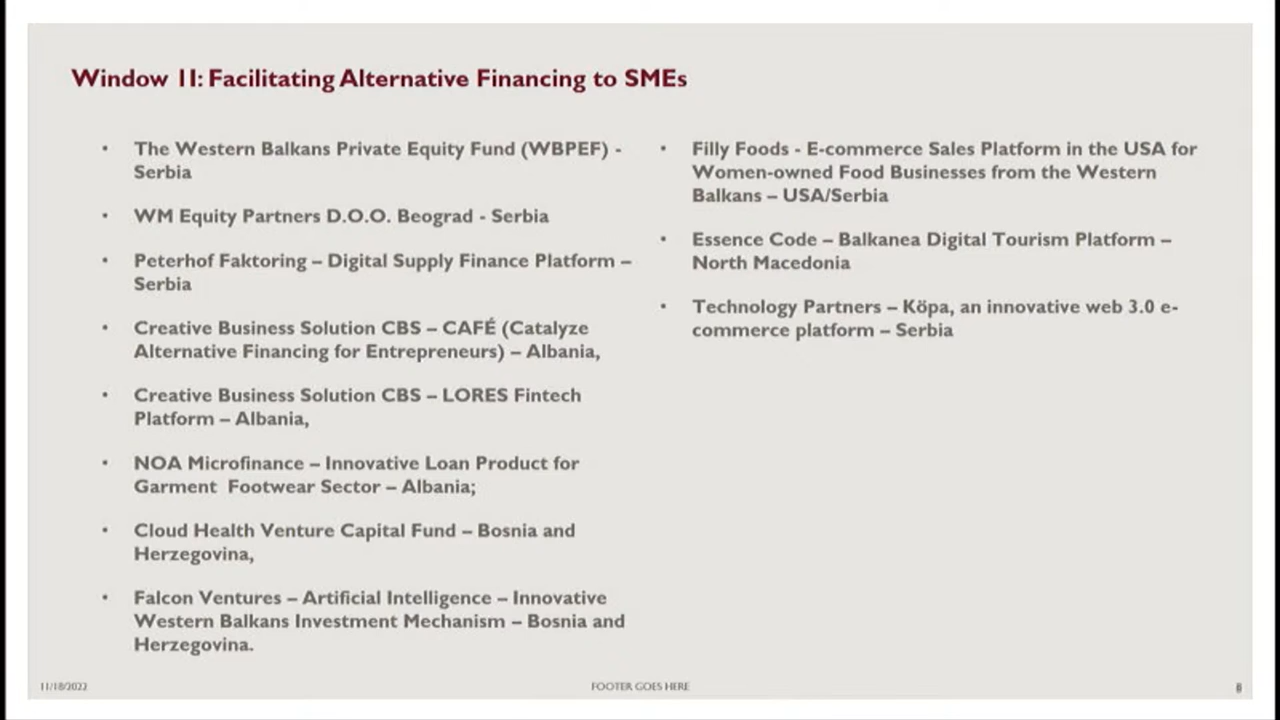 Window 11: Facilitating Alternative Financing to SMEs
• The Western Balkans Private Equity Fund (WBPEF) -
Serbia
• WM Equity Partners D.O.O. Beograd - Serbia
• Peterhof Faktoring – Digital Supply Finance Platform –
Serbia
• Creative Business Solution CBS – CAFÉ (Catalyze
Alternative Financing for Entrepreneurs) – Albania,
• Creative Business Solution CBS – LORES Fintech
Platform – Albania,
• NOA Microfinance – Innovative Loan Product for
Garment  Footwear Sector – Albania;
• Cloud Health Venture Capital Fund – Bosnia and
Herzegovina,
• Falcon Ventures – Artificial Intelligence – Innovative
Western Balkans Investment Mechanism – Bosnia and
Herzegovina.
• Filly Foods - E-commerce Sales Platform in the USA for
Women-owned Food Businesses from the Western
Balkans – USA/Serbia
• Essence Code – Balkanea Digital Tourism Platform –
North Macedonia
• Technology Partners – Köpa, an innovative web 3.0 e-
commerce platform – Serbia
11/18/2022
FOOTER GOES HERE